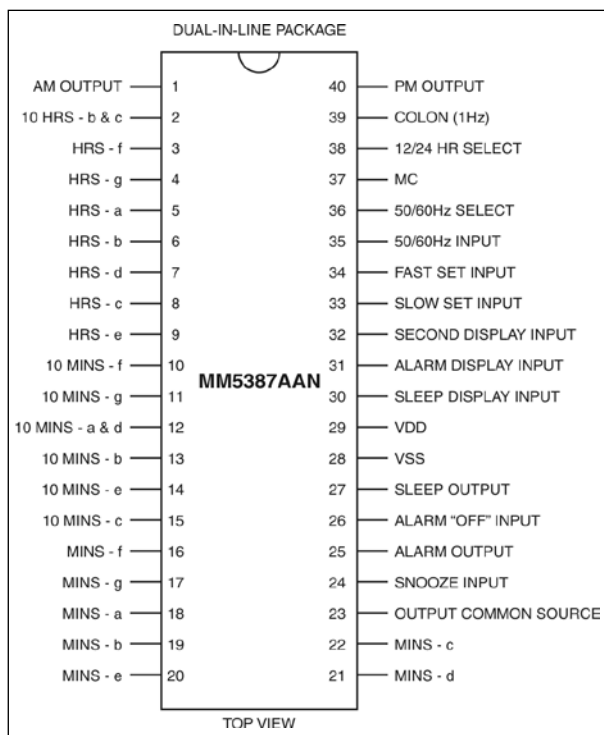 DUAL-IN-LINE PACKAGE
AM OUTPUT 1 40 PM OUTPUT
10 HRS - b & c 2 39 COLON (1Hz)
HRS - f 3 38 12/24 HR SELECT
HRS - g 4 37 MC
HRS - a 5 36 50/60Hz SELECT
HRS - b 6 35 50/60Hz INPUT
HRS - d 7 34 FAST SET INPUT
HRS - c 8 33 SLOW SET INPUT
HRS - e 9 32 SECOND DISPLAY INPUT
10 MINS - f 10 31 ALARM DISPLAY INPUT
MM5387AAN
10 MINS - g 11 30 SLEEP DISPLAY INPUT
10 MINS - a & d 12 29 VDD
10 MINS - b 13 28 VSS
10 MINS - e 14 27 SLEEP OUTPUT
10 MINS - c 15 26 ALARM "OFF" INPUT
MINS - f 16 25 ALARM OUTPUT
MINS - g 17 24 SNOOZE INPUT
MINS - a 18 23 OUTPUT COMMON SOURCE
MINS - b 19 22 MINS - c
MINS - e 20 21 MINS - d
TOP VIEW